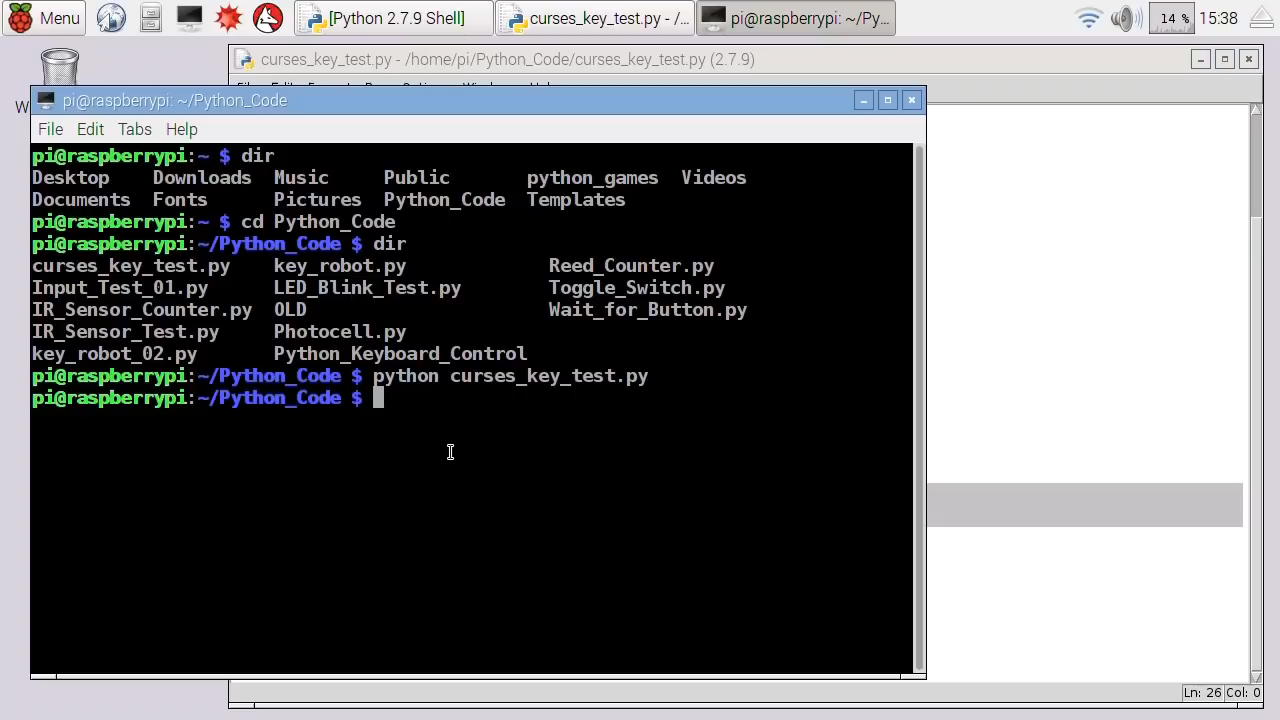 Menu
[Python 2.7.9 Shell]
curses_key_test.py - /...
pi@raspberrypi: ~/Py...
14 %
15:38
curses_key_test.py - /home/pi/Python_Code/curses_key_test.py (2.7.9)
pi@raspberrypi: ~/Python_Code
File Edit Tabs Help
pi@raspberrypi:~ $ dir
Desktop Downloads Music Public python_games Videos
Documents Fonts Pictures Python_Code Templates
pi@raspberrypi:~ $ cd Python_Code
pi@raspberrypi:~/Python_Code $ dir
curses_key_test.py key_robot.py Reed_Counter.py
Input_Test_01.py LED_Blink_Test.py Toggle_Switch.py
IR_Sensor_Counter.py OLD Wait_for_Button.py
IR_Sensor_Test.py Photocell.py
key_robot_02.py Python_Keyboard_Control
pi@raspberrypi:~/Python_Code $ python curses_key_test.py
pi@raspberrypi:~/Python_Code $
Ln: 26 Col: 0